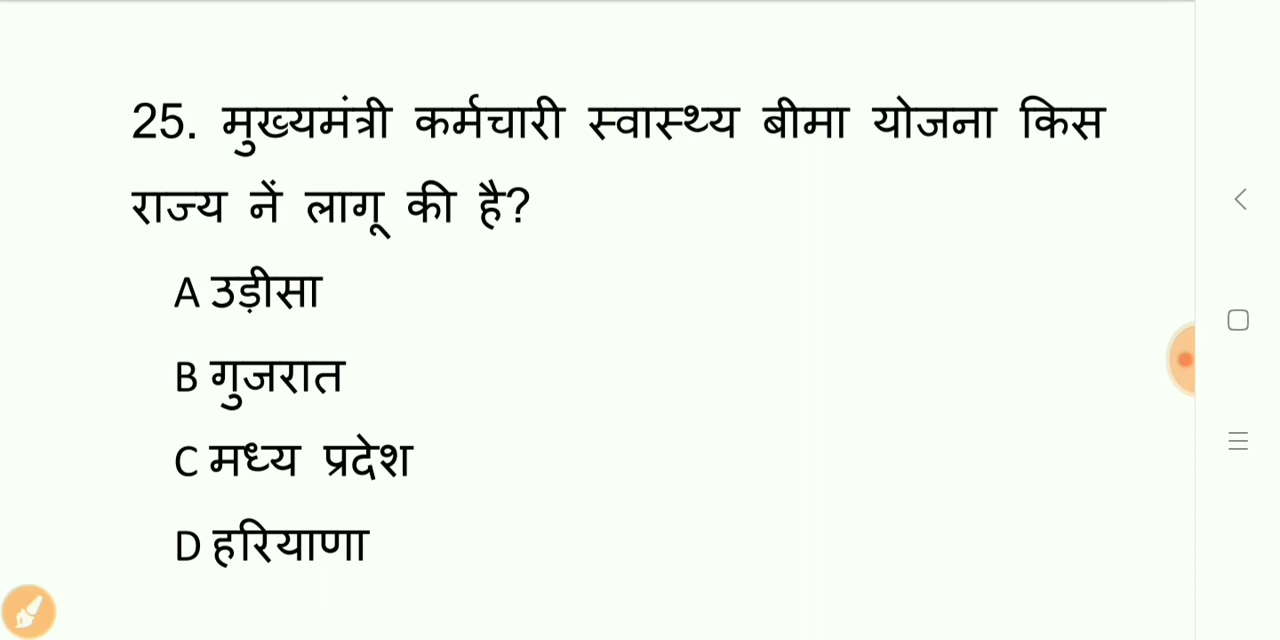 25. मुख्यमंत्री कर्मचारी स्वास्थ्य बीमा योजना किस
राज्य नें लागू की है?
A उड़ीसा
B गुजरात
C मध्य प्रदेश
D हरियाणा